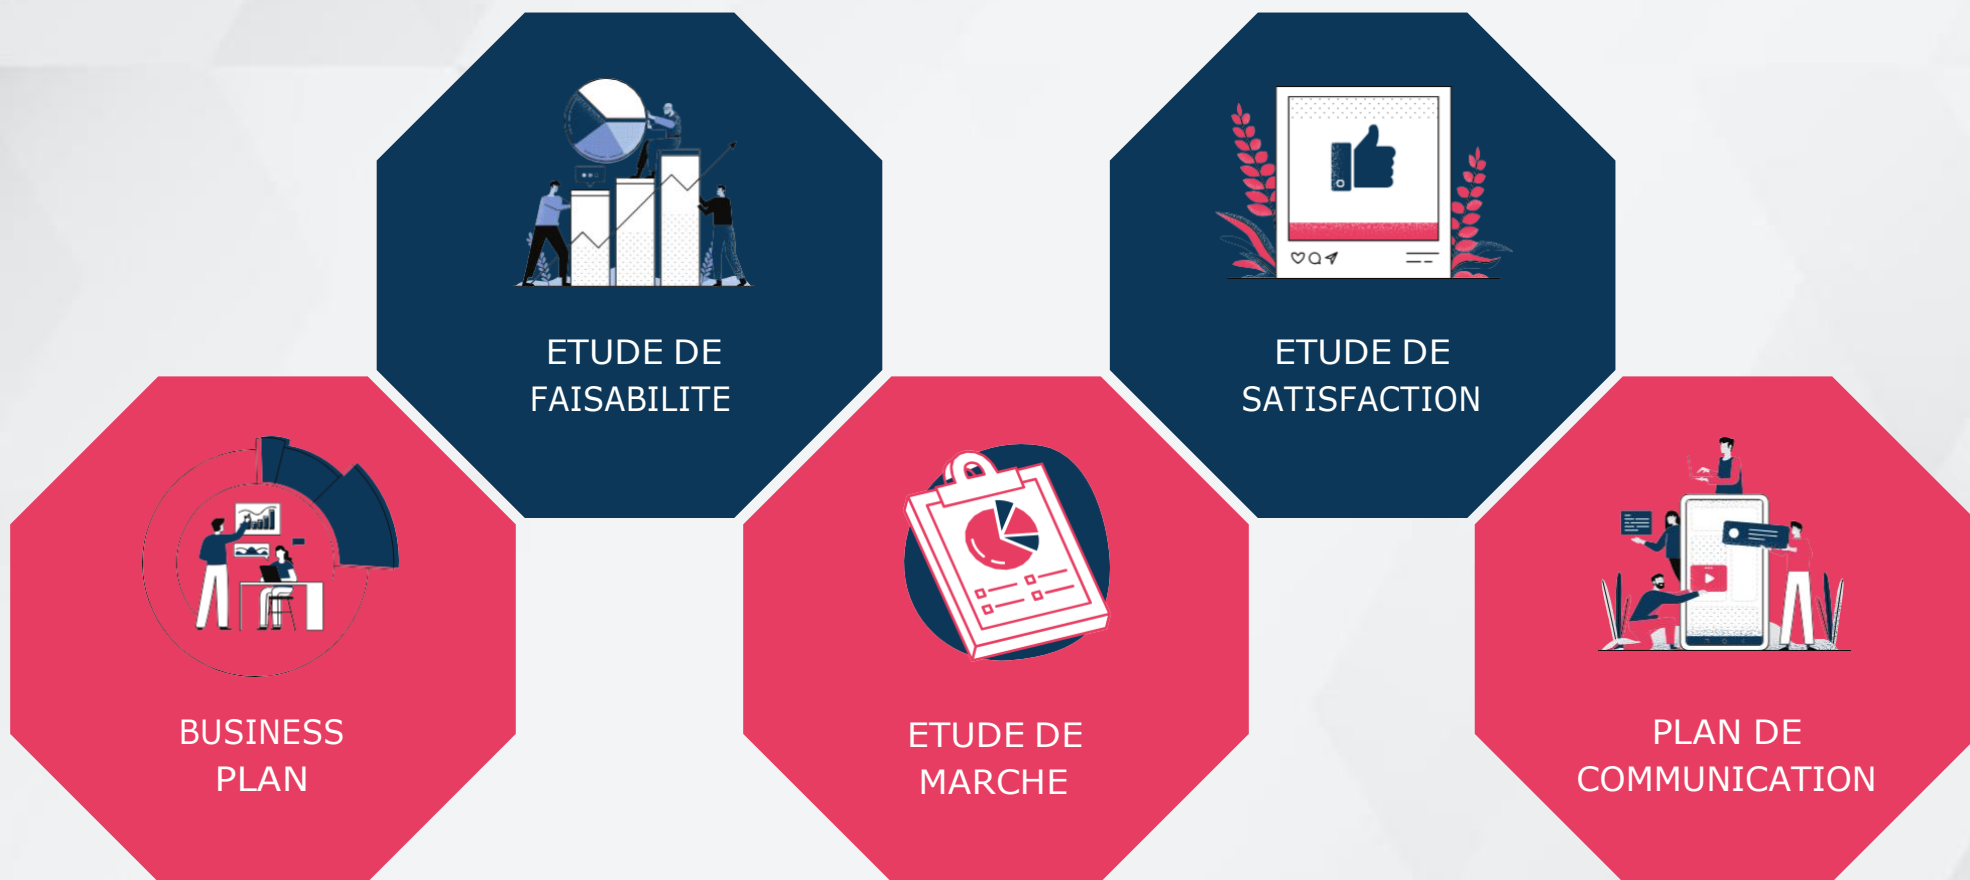 ETUDE DE
FAISABILITE
ETUDE DE
SATISFACTION
BUSINESS
PLAN
ETUDE DE
MARCHE
PLAN DE
COMMUNICATION